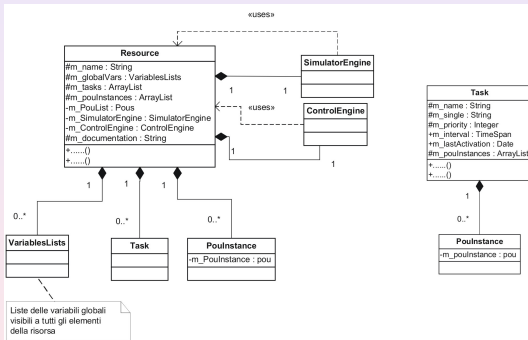 «uses»
Resource
#m_name : String
#m_globalVars : VariablesLists
#m_tasks : ArrayList
#m_pouInstances : ArrayList
-m_PouList : Pous
-m_SimulatorEngine : SimulatorEngine
-m_ControlEngine : ControlEngine
#m_documentation : String
+......()
+......()
SimulatorEngine
1
1
«uses»
ControlEngine
1
1
1
1
1
0..*
0..*
0..*
VariablesLists
Task
PouInstance
-m_PouInstance : pou
Liste delle variabili globali
visibili a tutti gli elementi
della risorsa
Task
#m_name : String
#m_single : String
#m_priority : Integer
+m_interval : TimeSpan
+m_lastActivation : Date
#m_pouInstances : ArrayList
+......()
+......()
1
0..*
PouInstance
-m_pouInstance : pou